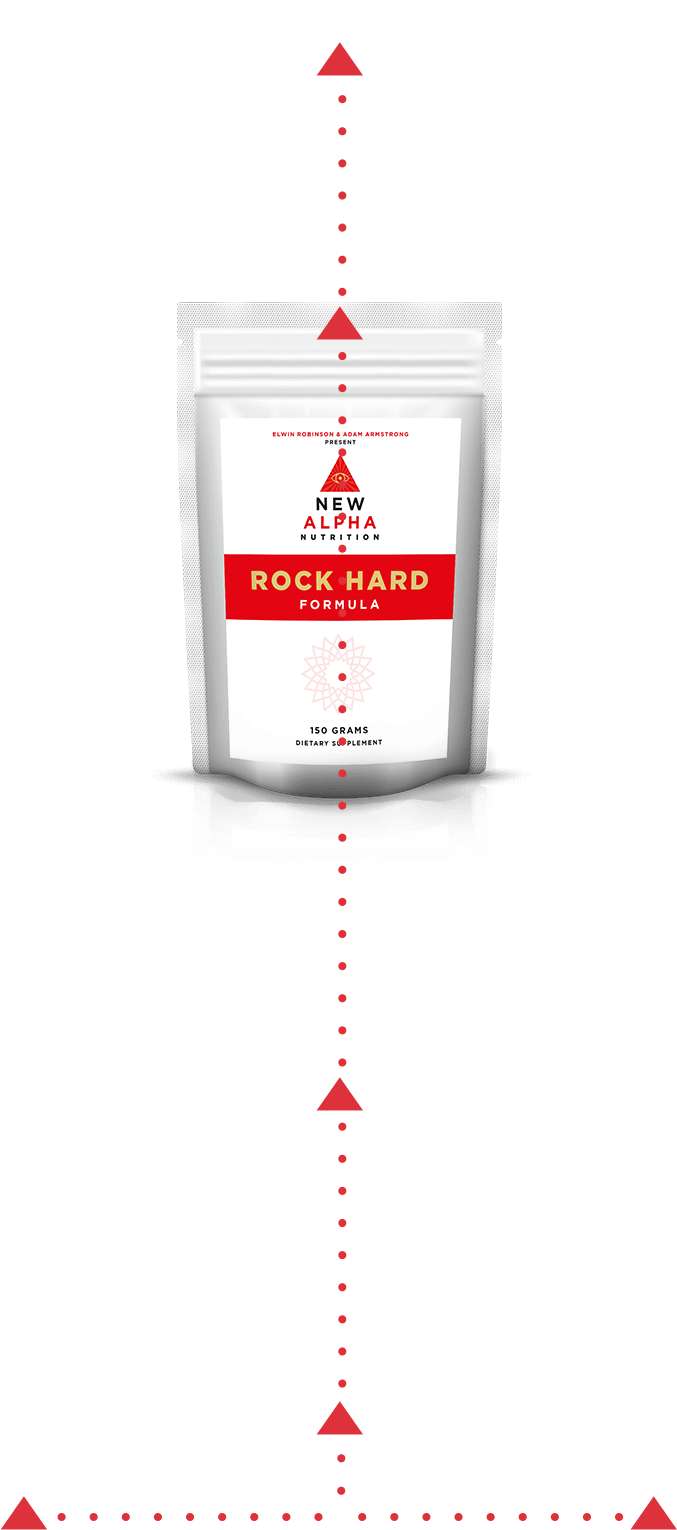 ELWIN ROBINSON & ADAM ARMSTRONG
PRESENT
NEW
ALPHA
NUTRITION
ROCK HARD
FORMULA
150 GRAMS
DIETARY SUPPLEMENT